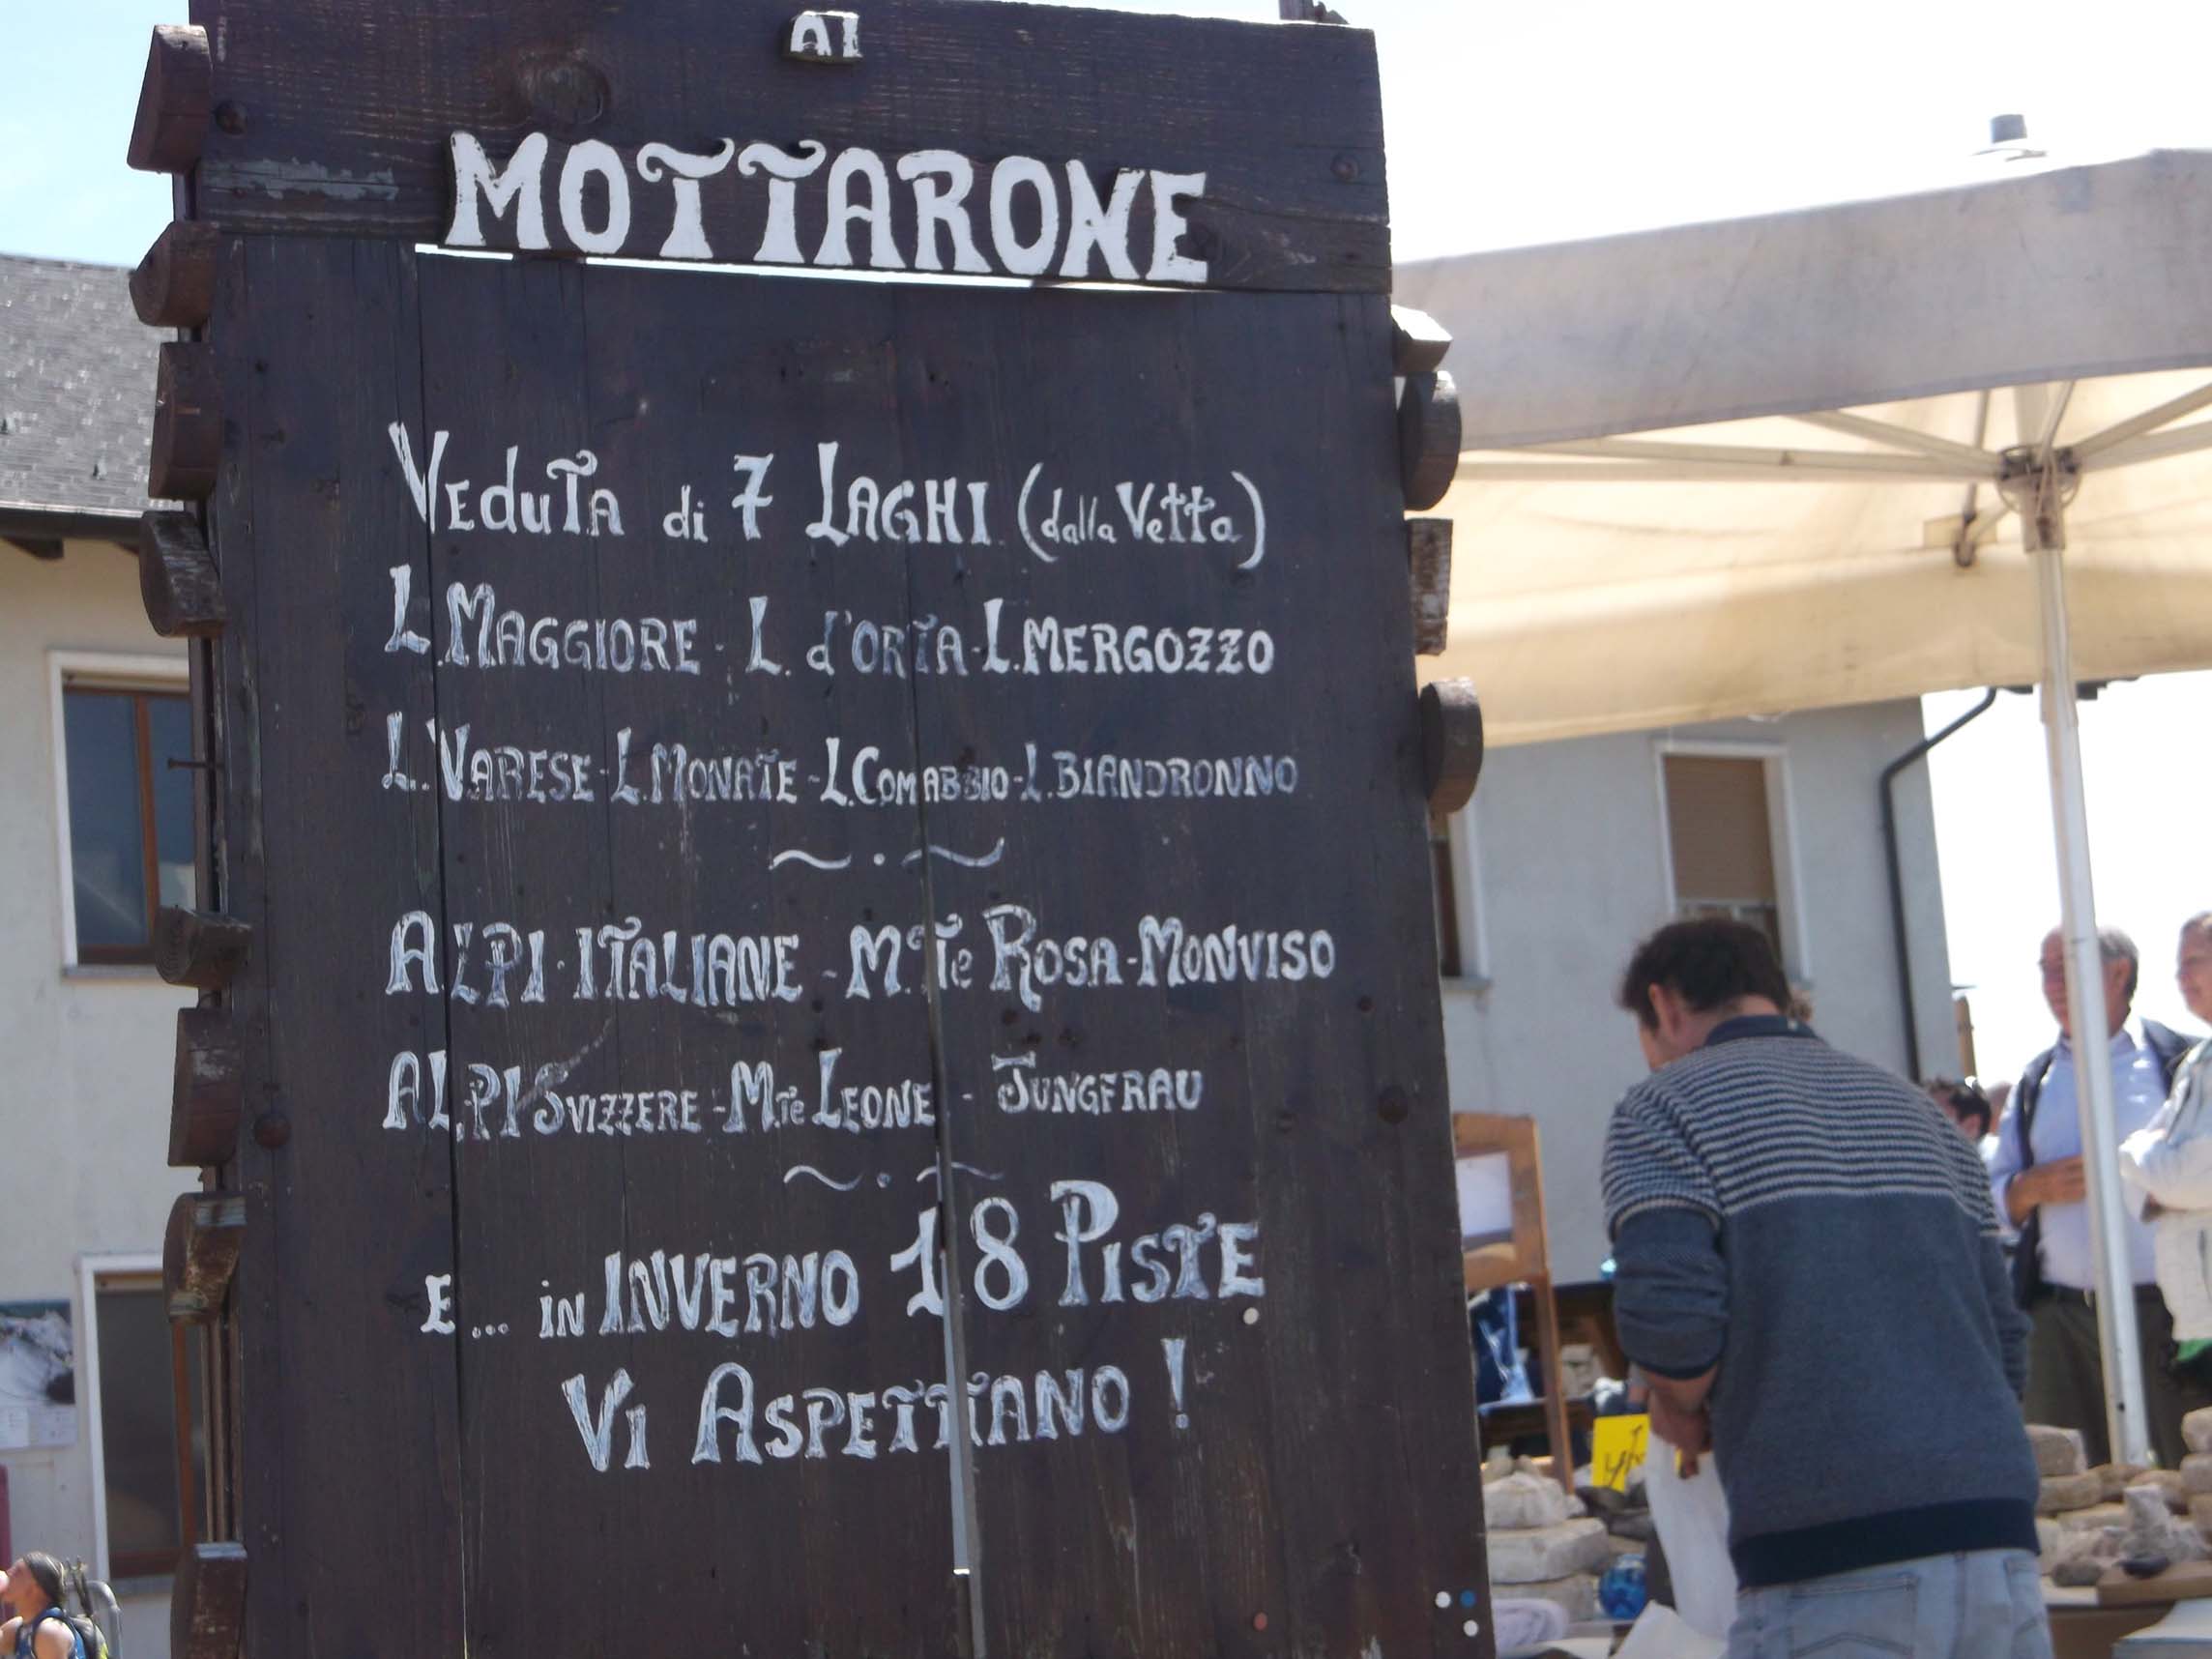 AL
MOTTARONE
VEduTA di 7 LAGHI (dalla Vetta)
L.MAGGIORE - L. d'ORTA - L.MERGOZZO
L.VARESE - L.MONATE - L.COMABBIO - L.BIANDRONNO
ALPI - ITALIANE - M.Te ROSA - MONVISO
ALPI SVIZZERE - M.Te LEONE - JUNGFRAU
E... in INVERNO 18 PISTE
VI ASPETTANO !